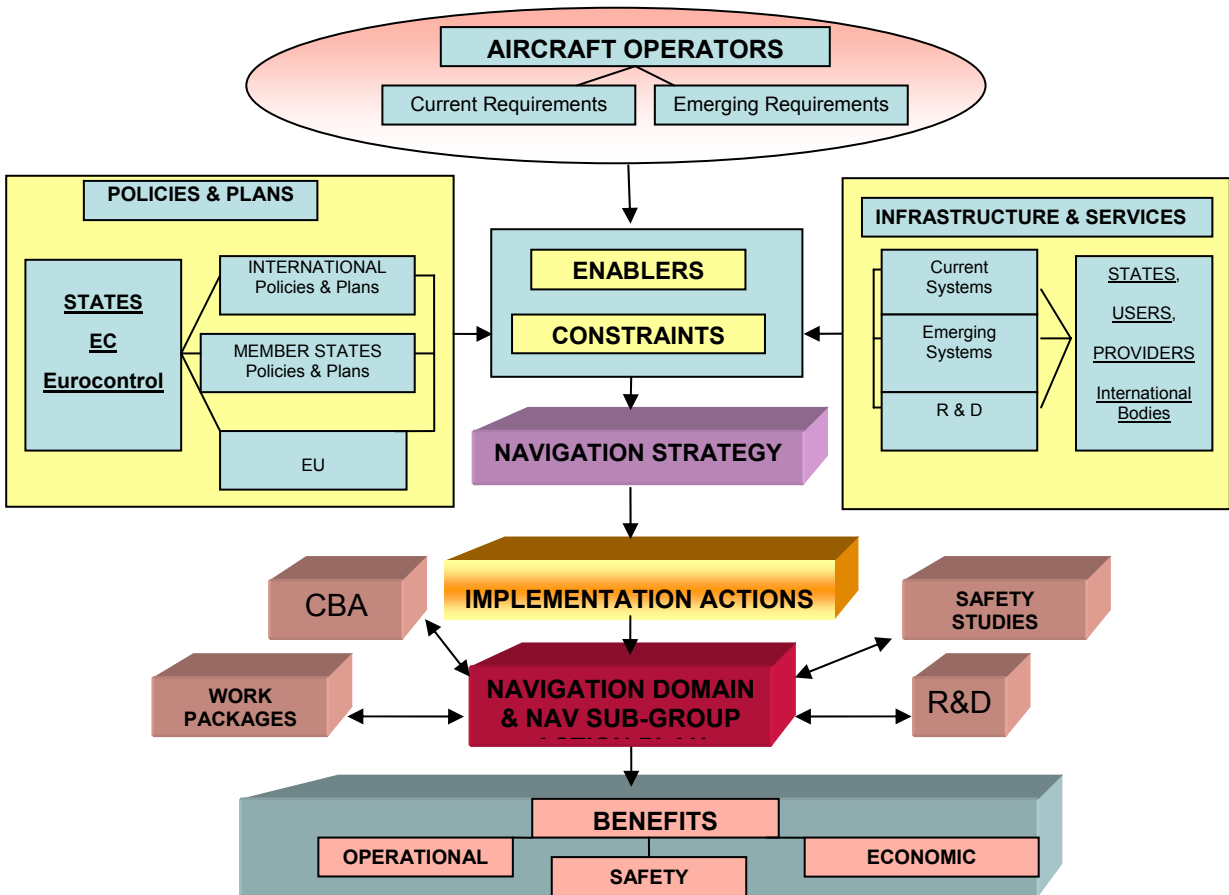 AIRCRAFT OPERATORS
Current Requirements
Emerging Requirements
POLICIES & PLANS
STATES
EC
Eurocontrol
INTERNATIONAL
Policies & Plans
MEMBER STATES
Policies & Plans
EU
ENABLERS
CONSTRAINTS
INFRASTRUCTURE & SERVICES
Current
Systems
Emerging
Systems
R & D
STATES,
USERS,
PROVIDERS
International
Bodies
NAVIGATION STRATEGY
IMPLEMENTATION ACTIONS
CBA
SAFETY
STUDIES
WORK
PACKAGES
NAVIGATION DOMAIN
& NAV SUB-GROUP
ACTION PLAN
R&D
BENEFITS
OPERATIONAL
SAFETY
ECONOMIC